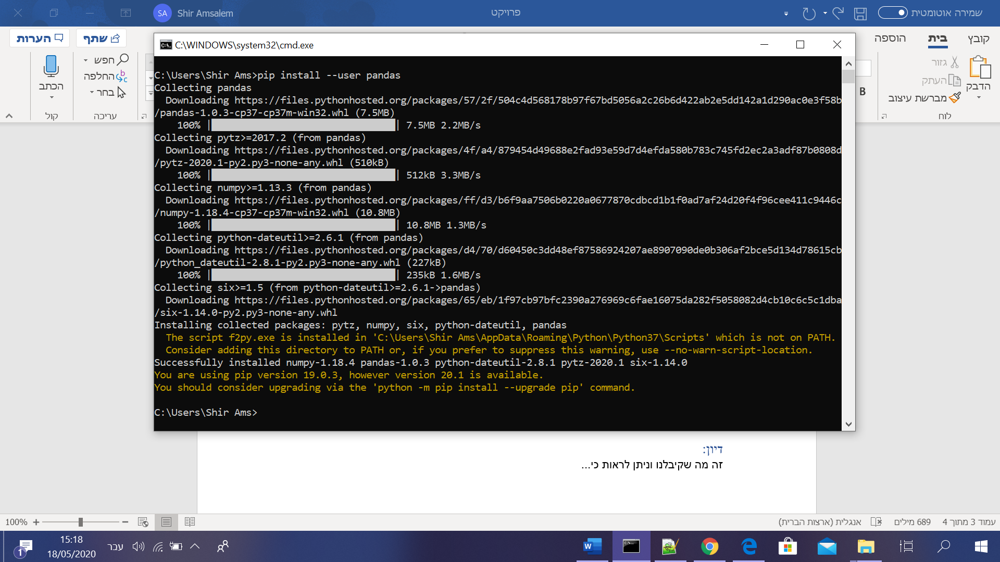 שמירה אוטומטית
פרויקט
Shir Amsalem
SA
קובץ
בית
הוספה
שתף
הערות
C:\WINDOWS\system32\cmd.exe
הדבק
גזור
העתק
מברשת עיצוב
לוח
B
חפש
החלפה
בחר
עריכה
הכתב
קול
C:\Users\Shir Ams>pip install --user pandas
Collecting pandas
  Downloading https://files.pythonhosted.org/packages/57/2f/504c4d568178b97f67bd5056a2c26b6d422ab2e5dd142a1d290ac0e3f58b
/pandas-1.0.3-cp37-cp37m-win32.whl (7.5MB)
    100% || 7.5MB 2.2MB/s
Collecting pytz>=2017.2 (from pandas)
  Downloading https://files.pythonhosted.org/packages/4f/a4/879454d49688e2fad93e59d7d4efda580b783c745fd2ec2a3adf87b0808d
/pytz-2020.1-py2.py3-none-any.whl (510kB)
    100% || 512kB 3.3MB/s
Collecting numpy>=1.13.3 (from pandas)
  Downloading https://files.pythonhosted.org/packages/ff/d3/b6f9aa7506b0220a0677870cdbcd1b1f0ad7af24d20f4f96cee411c9446c
/numpy-1.18.4-cp37-cp37m-win32.whl (10.8MB)
    100% || 10.8MB 1.3MB/s
Collecting python-dateutil>=2.6.1 (from pandas)
  Downloading https://files.pythonhosted.org/packages/d4/70/d60450c3dd48ef87586924207ae8907090de0b306af2bce5d134d78615cb
/python_dateutil-2.8.1-py2.py3-none-any.whl (227kB)
    100% || 235kB 1.6MB/s
Collecting six>=1.5 (from python-dateutil>=2.6.1->pandas)
  Downloading https://files.pythonhosted.org/packages/65/eb/1f97cb97bfc2390a276969c6fae16075da282f5058082d4cb10c6c5c1dba
/six-1.14.0-py2.py3-none-any.whl
Installing collected packages: pytz, numpy, six, python-dateutil, pandas
  The script f2py.exe is installed in 'C:\Users\Shir Ams\AppData\Roaming\Python\Python37\Scripts' which is not on PATH.
  Consider adding this directory to PATH or, if you prefer to suppress this warning, use --no-warn-script-location.
Successfully installed numpy-1.18.4 pandas-1.0.3 python-dateutil-2.8.1 pytz-2020.1 six-1.14.0
You are using pip version 19.0.3, however version 20.1 is available.
You should consider upgrading via the 'python -m pip install --upgrade pip' command.
C:\Users\Shir Ams>
דיון:
זה מה שקיבלנו וניתן לראות כי...
עמוד 3 מתוך 4
689 מילים
אנגלית (ארצות הברית)
100%
עבר
15:18
18/05/2020
1